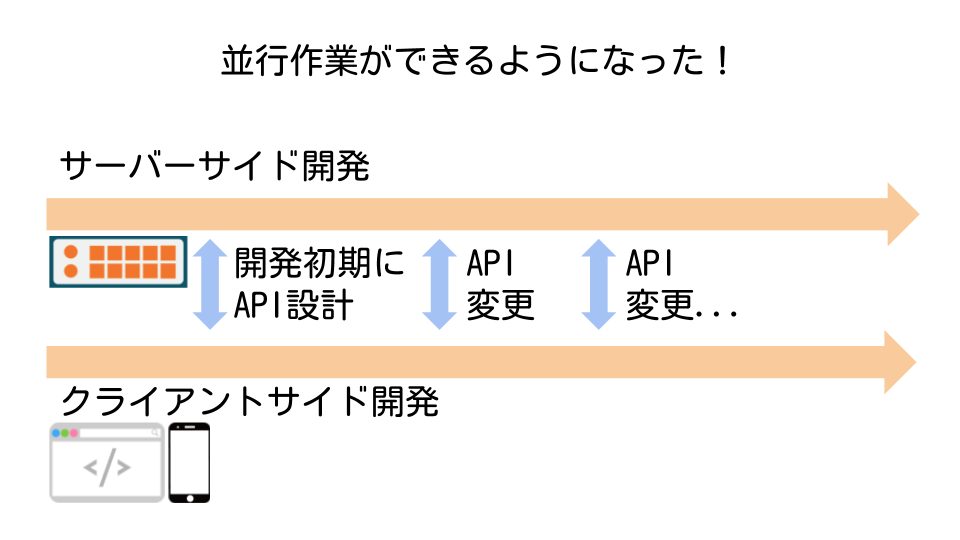 並行作業ができるようになった！
サーバーサイド開発
開発初期に
API設計
API
変更
API
変更...
クライアントサイド開発
</>